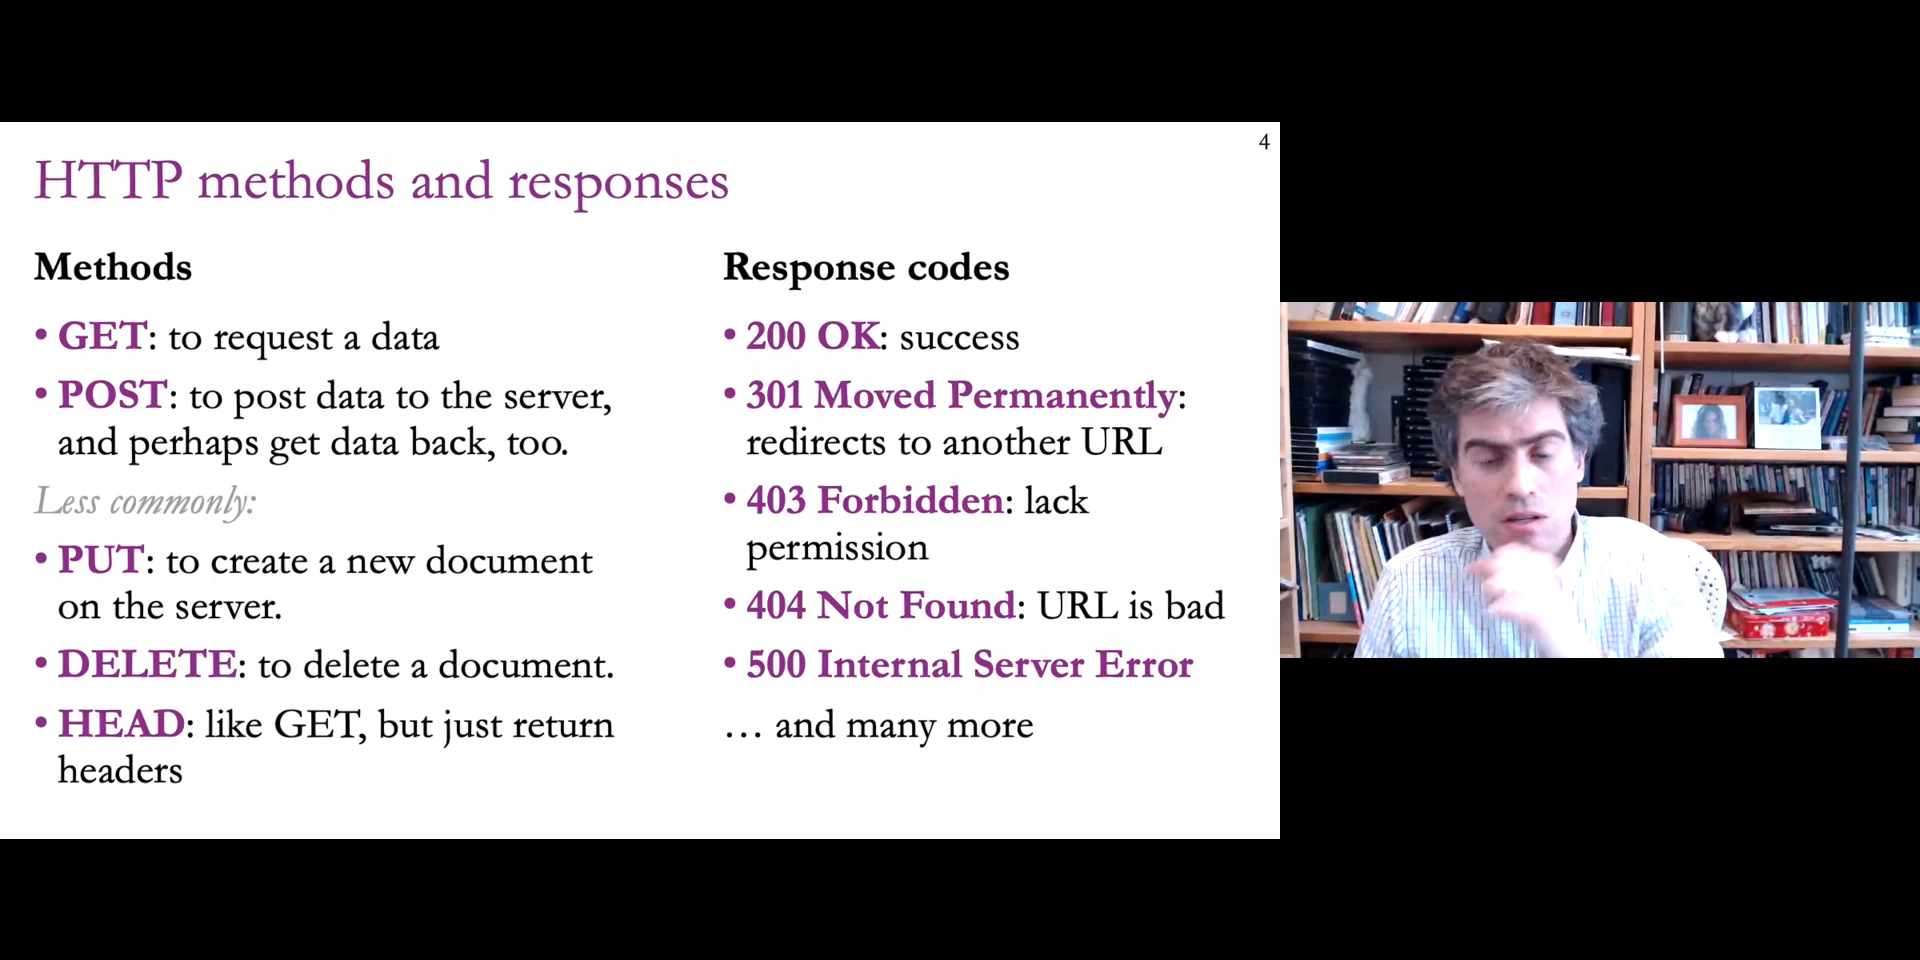 4
HTTP methods and responses
Methods
• GET: to request a data
• POST: to post data to the server,
and perhaps get data back, too.
Less commonly:
• PUT: to create a new document
on the server.
• DELETE: to delete a document.
• HEAD: like GET, but just return
headers
Response codes
• 200 OK: success
• 301 Moved Permanently:
redirects to another URL
• 403 Forbidden: lack
permission
• 404 Not Found: URL is bad
• 500 Internal Server Error
… and many more